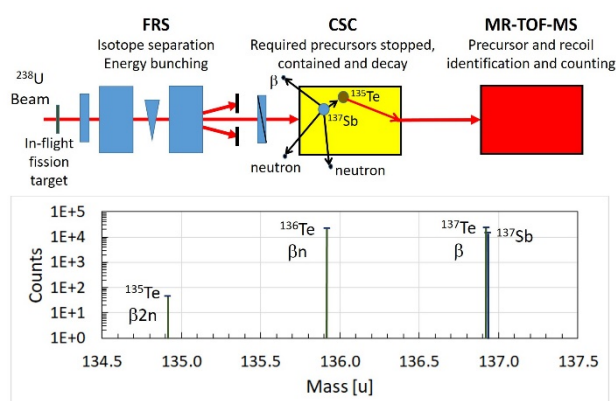 FRS
Isotope separation
Energy bunching
CSC
Required precursors stopped,
contained and decay
MR-TOF-MS
Precursor and recoil
identification and counting
²³⁸U
Beam
In-flight
fission
target
β
¹³⁵Te
¹³⁷Sb
neutron
neutron
Counts
1E+5
1E+4
1E+3
1E+2
1E+1
1E+0
¹³⁵Te
β2n
¹³⁶Te
βn
¹³⁷Te
β
¹³⁷Sb
134.5 135.0 135.5 136.0 136.5 137.0 137.5
Mass [u]